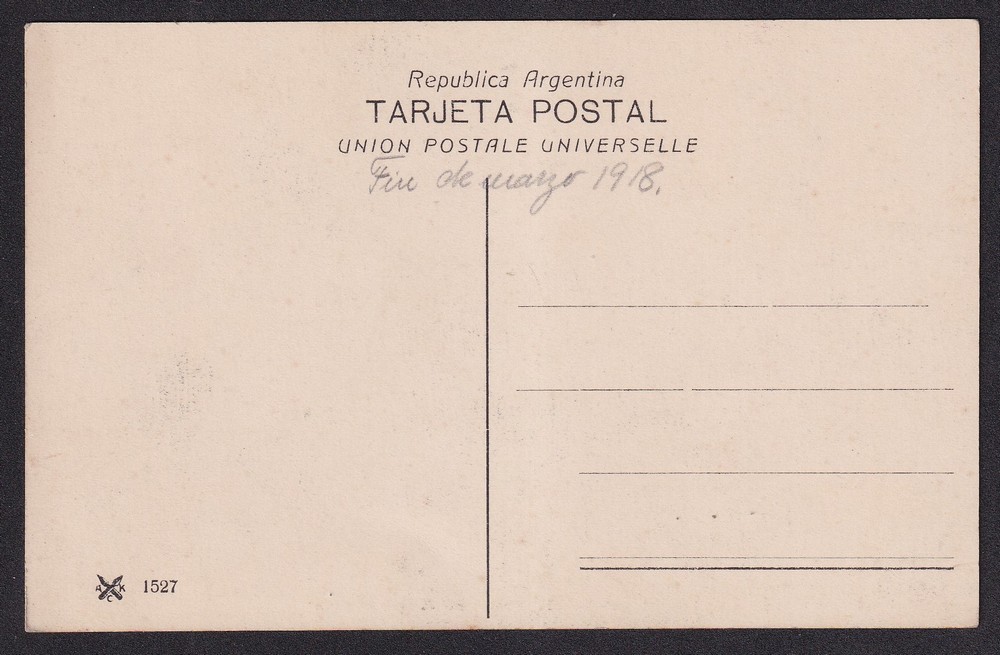 Republica Argentina
TARJETA POSTAL
UNION POSTALE UNIVERSELLE
Fin de marzo 1918.
A K
C
1527